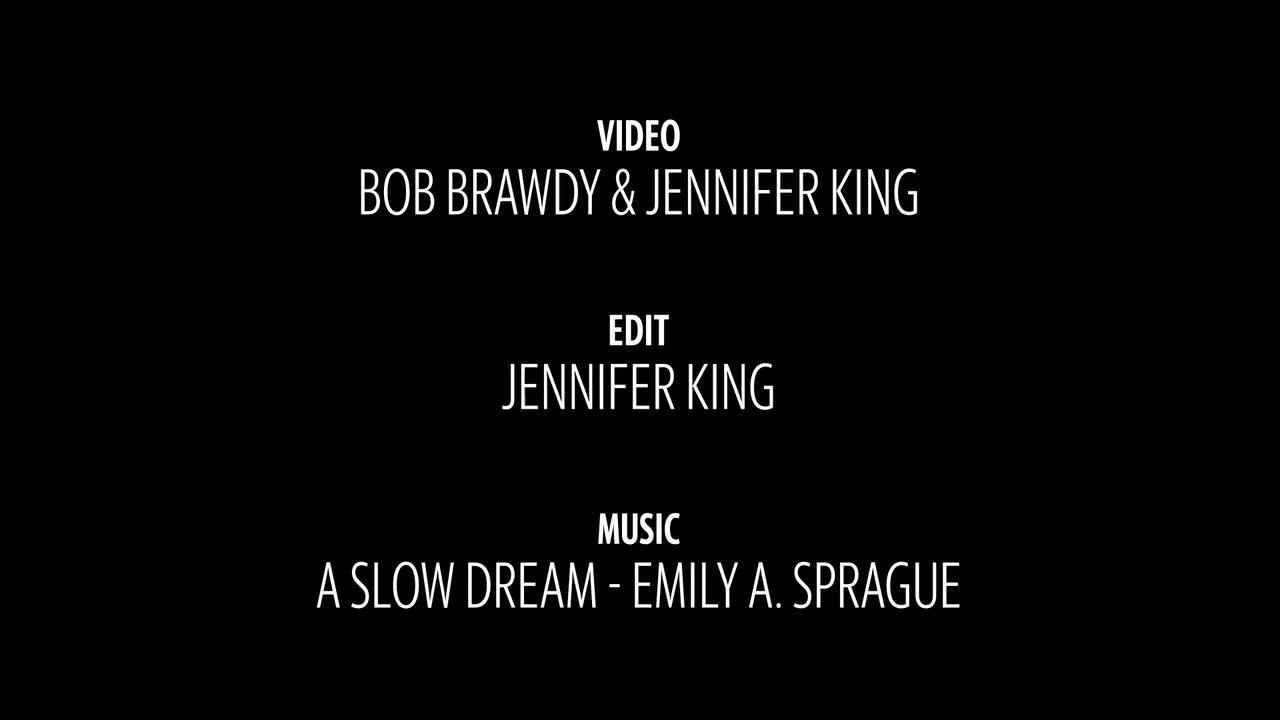 VIDEO
BOB BRAWDY & JENNIFER KING
EDIT
JENNIFER KING
MUSIC
A SLOW DREAM - EMILY A. SPRAGUE